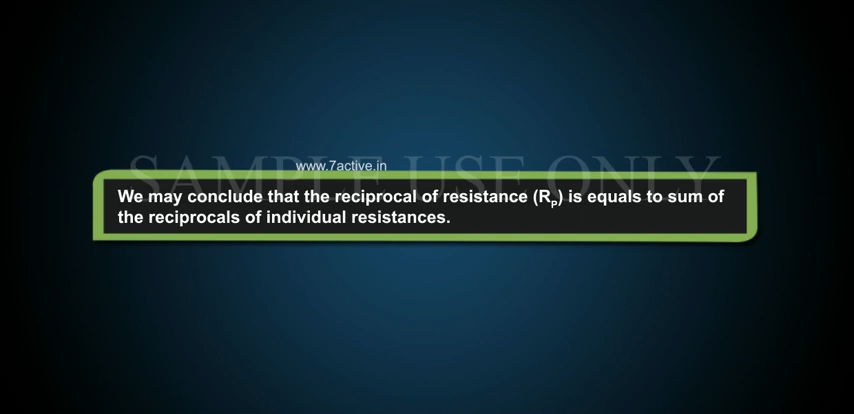 SAMPLE USE ONLY
www.7active.in
We may conclude that the reciprocal of resistance (Rp) is equals to sum of
the reciprocals of individual resistances.